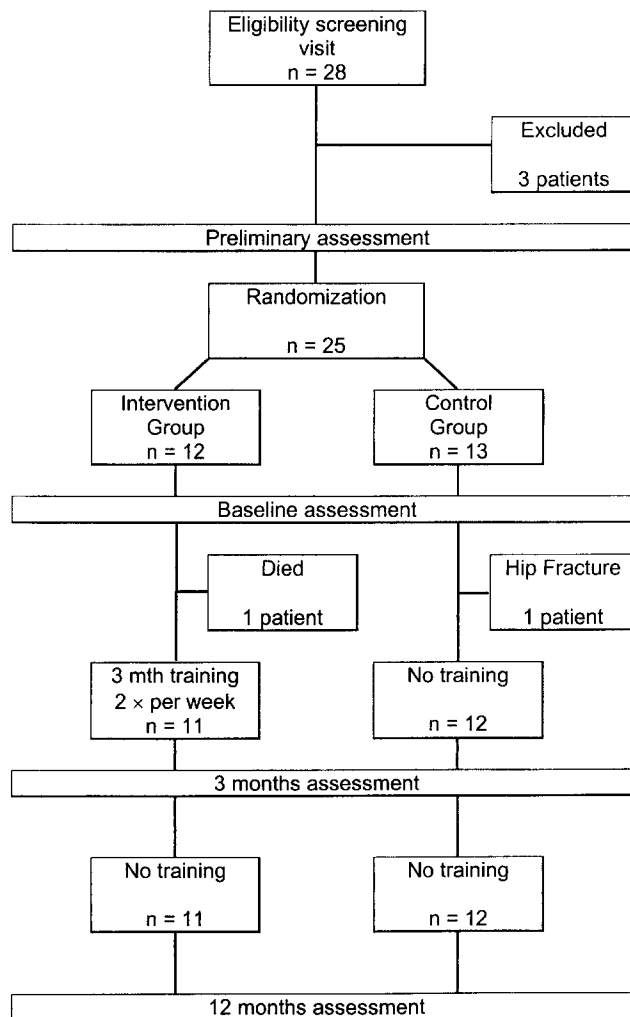 Eligibility screening
visit
n = 28
Excluded
3 patients
Preliminary assessment
Randomization
n = 25
Intervention
Group
n = 12
Control
Group
n = 13
Baseline assessment
Died
1 patient
Hip Fracture
1 patient
3 mth training
2 × per week
n = 11
No training
n = 12
3 months assessment
No training
n = 11
No training
n = 12
12 months assessment